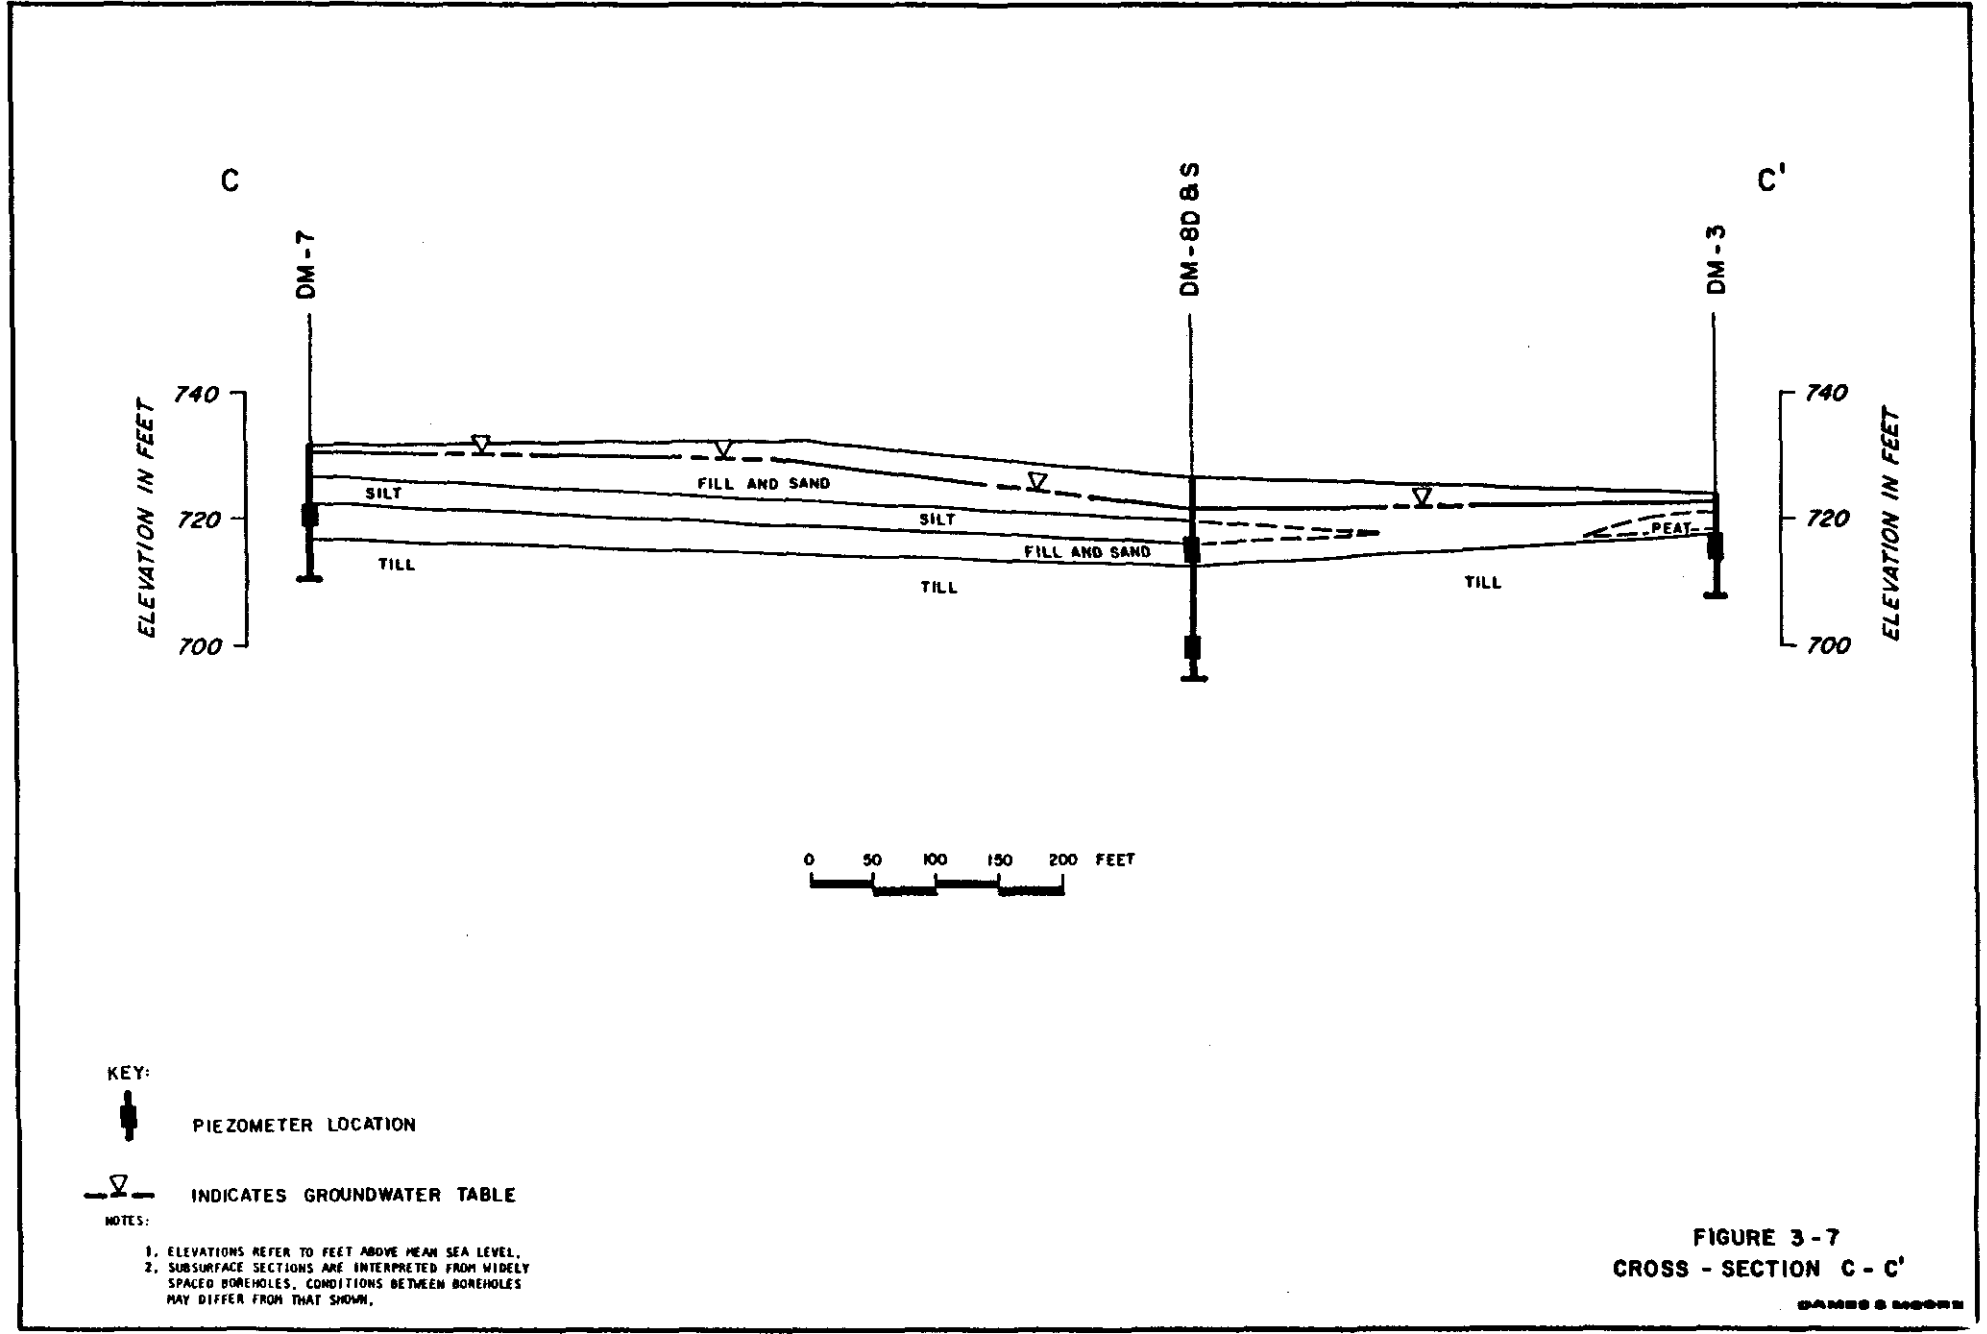 C
C'
DM-7
DM-8D & S
DM-3
ELEVATION IN FEET
740
720
700
740
720
700
ELEVATION IN FEET
FILL AND SAND
SILT
SILT
FILL AND SAND
PEAT
TILL
TILL
TILL
0 50 100 150 200 FEET
KEY:
PIEZOMETER LOCATION
INDICATES GROUNDWATER TABLE
NOTES:
1. ELEVATIONS REFER TO FEET ABOVE MEAN SEA LEVEL.
2. SUBSURFACE SECTIONS ARE INTERPRETED FROM WIDELY
SPACED BOREHOLES. CONDITIONS BETWEEN BOREHOLES
MAY DIFFER FROM THAT SHOWN.
FIGURE 3-7
CROSS - SECTION C - C'
DAMES & MOORE